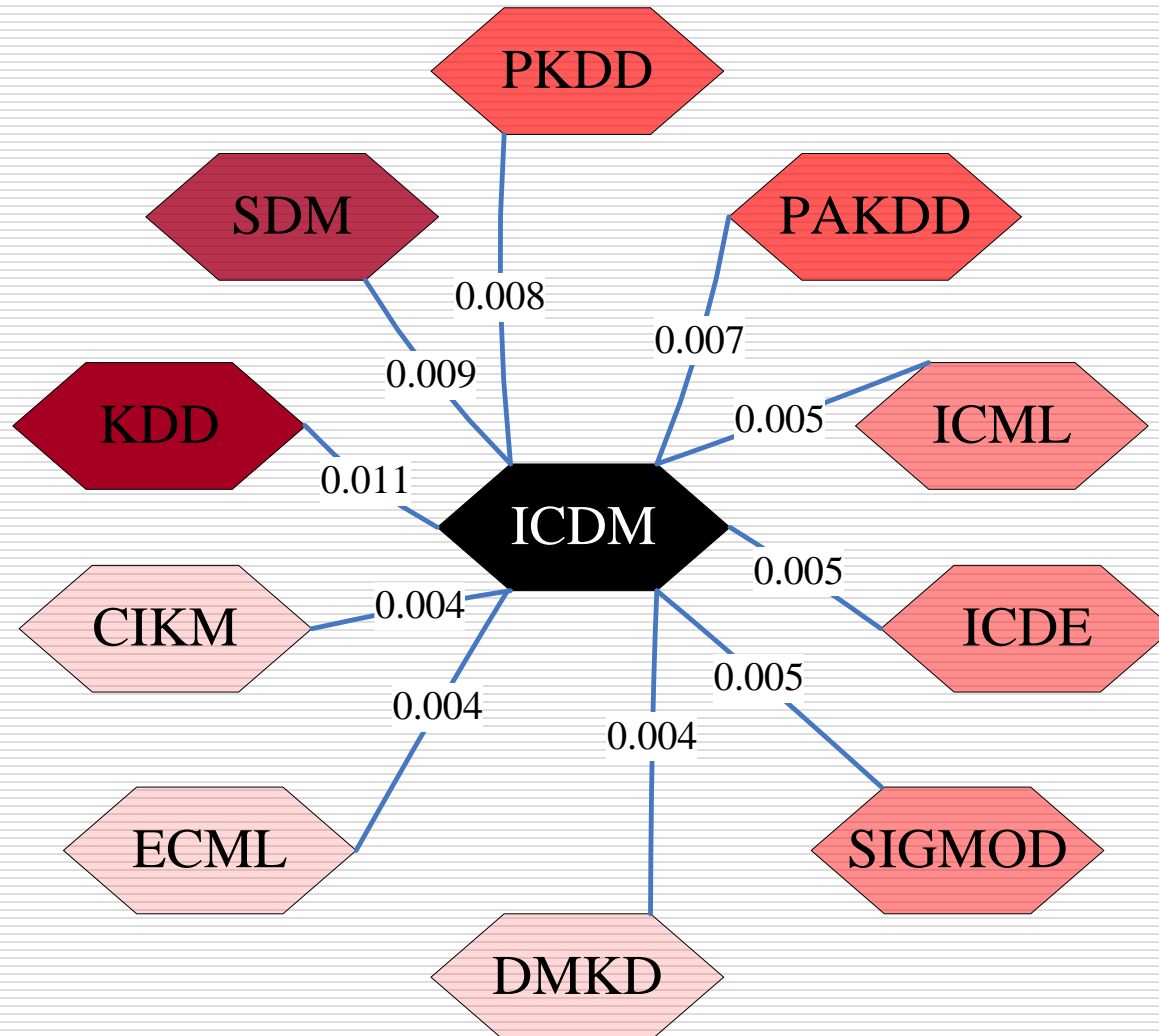 PKDD
SDM
PAKDD
0.008
0.007
0.009
0.005
KDD
ICML
0.011
ICDM
0.005
0.004
CIKM
ICDE
0.005
0.004
0.004
ECML
SIGMOD
DMKD